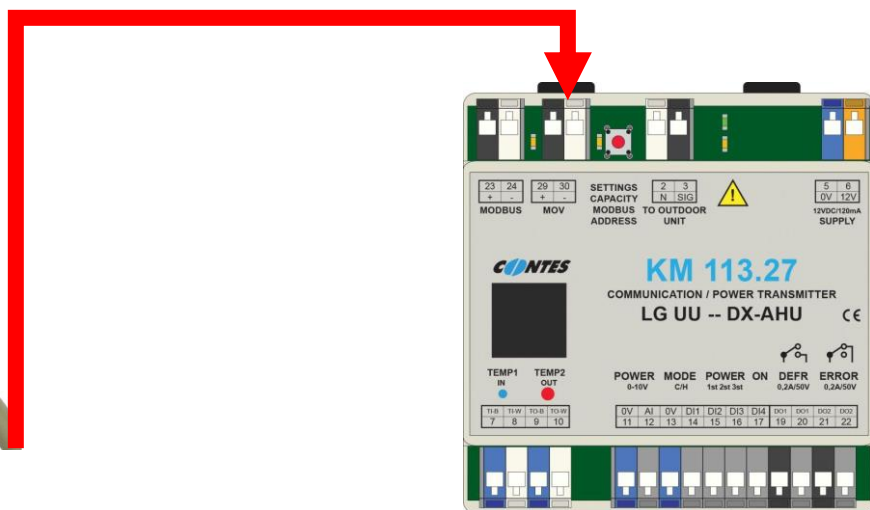 23 24 29 30 SETTINGS 2 3 5 6
+ - + - CAPACITY N SIG 0V 12V
MODBUS MOV MODBUS TO OUTDOOR 12VDC/120mA
ADDRESS UNIT SUPPLY
CONTES KM 113.27
COMMUNICATION / POWER TRANSMITTER
LG UU -- DX-AHU CE
TEMP1 TEMP2 POWER MODE POWER ON DEFR ERROR
IN OUT 0-10V C/H 1st 2st 3st 0,2A/50V 0,2A/50V
TI-B TI-W TO-B TO-W 0V AI 0V DI1 DI2 DI3 DI4 DO1 DO1 DO2 DO2
7 8 9 10 11 12 13 14 15 16 17 19 20 21 22